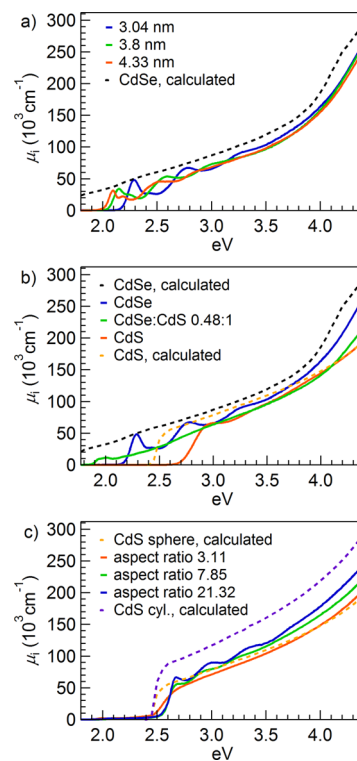 a)
3.04 nm
3.8 nm
4.33 nm
CdSe, calculated
μi (10³ cm⁻¹)
300
250
200
150
100
50
0
2.0 2.5 3.0 3.5 4.0
eV
b)
CdSe, calculated
CdSe
CdSe:CdS 0.48:1
CdS
CdS, calculated
μi (10³ cm⁻¹)
300
250
200
150
100
50
0
2.0 2.5 3.0 3.5 4.0
eV
c)
CdS sphere, calculated
aspect ratio 3.11
aspect ratio 7.85
aspect ratio 21.32
CdS cyl., calculated
μi (10³ cm⁻¹)
300
250
200
150
100
50
0
2.0 2.5 3.0 3.5 4.0
eV